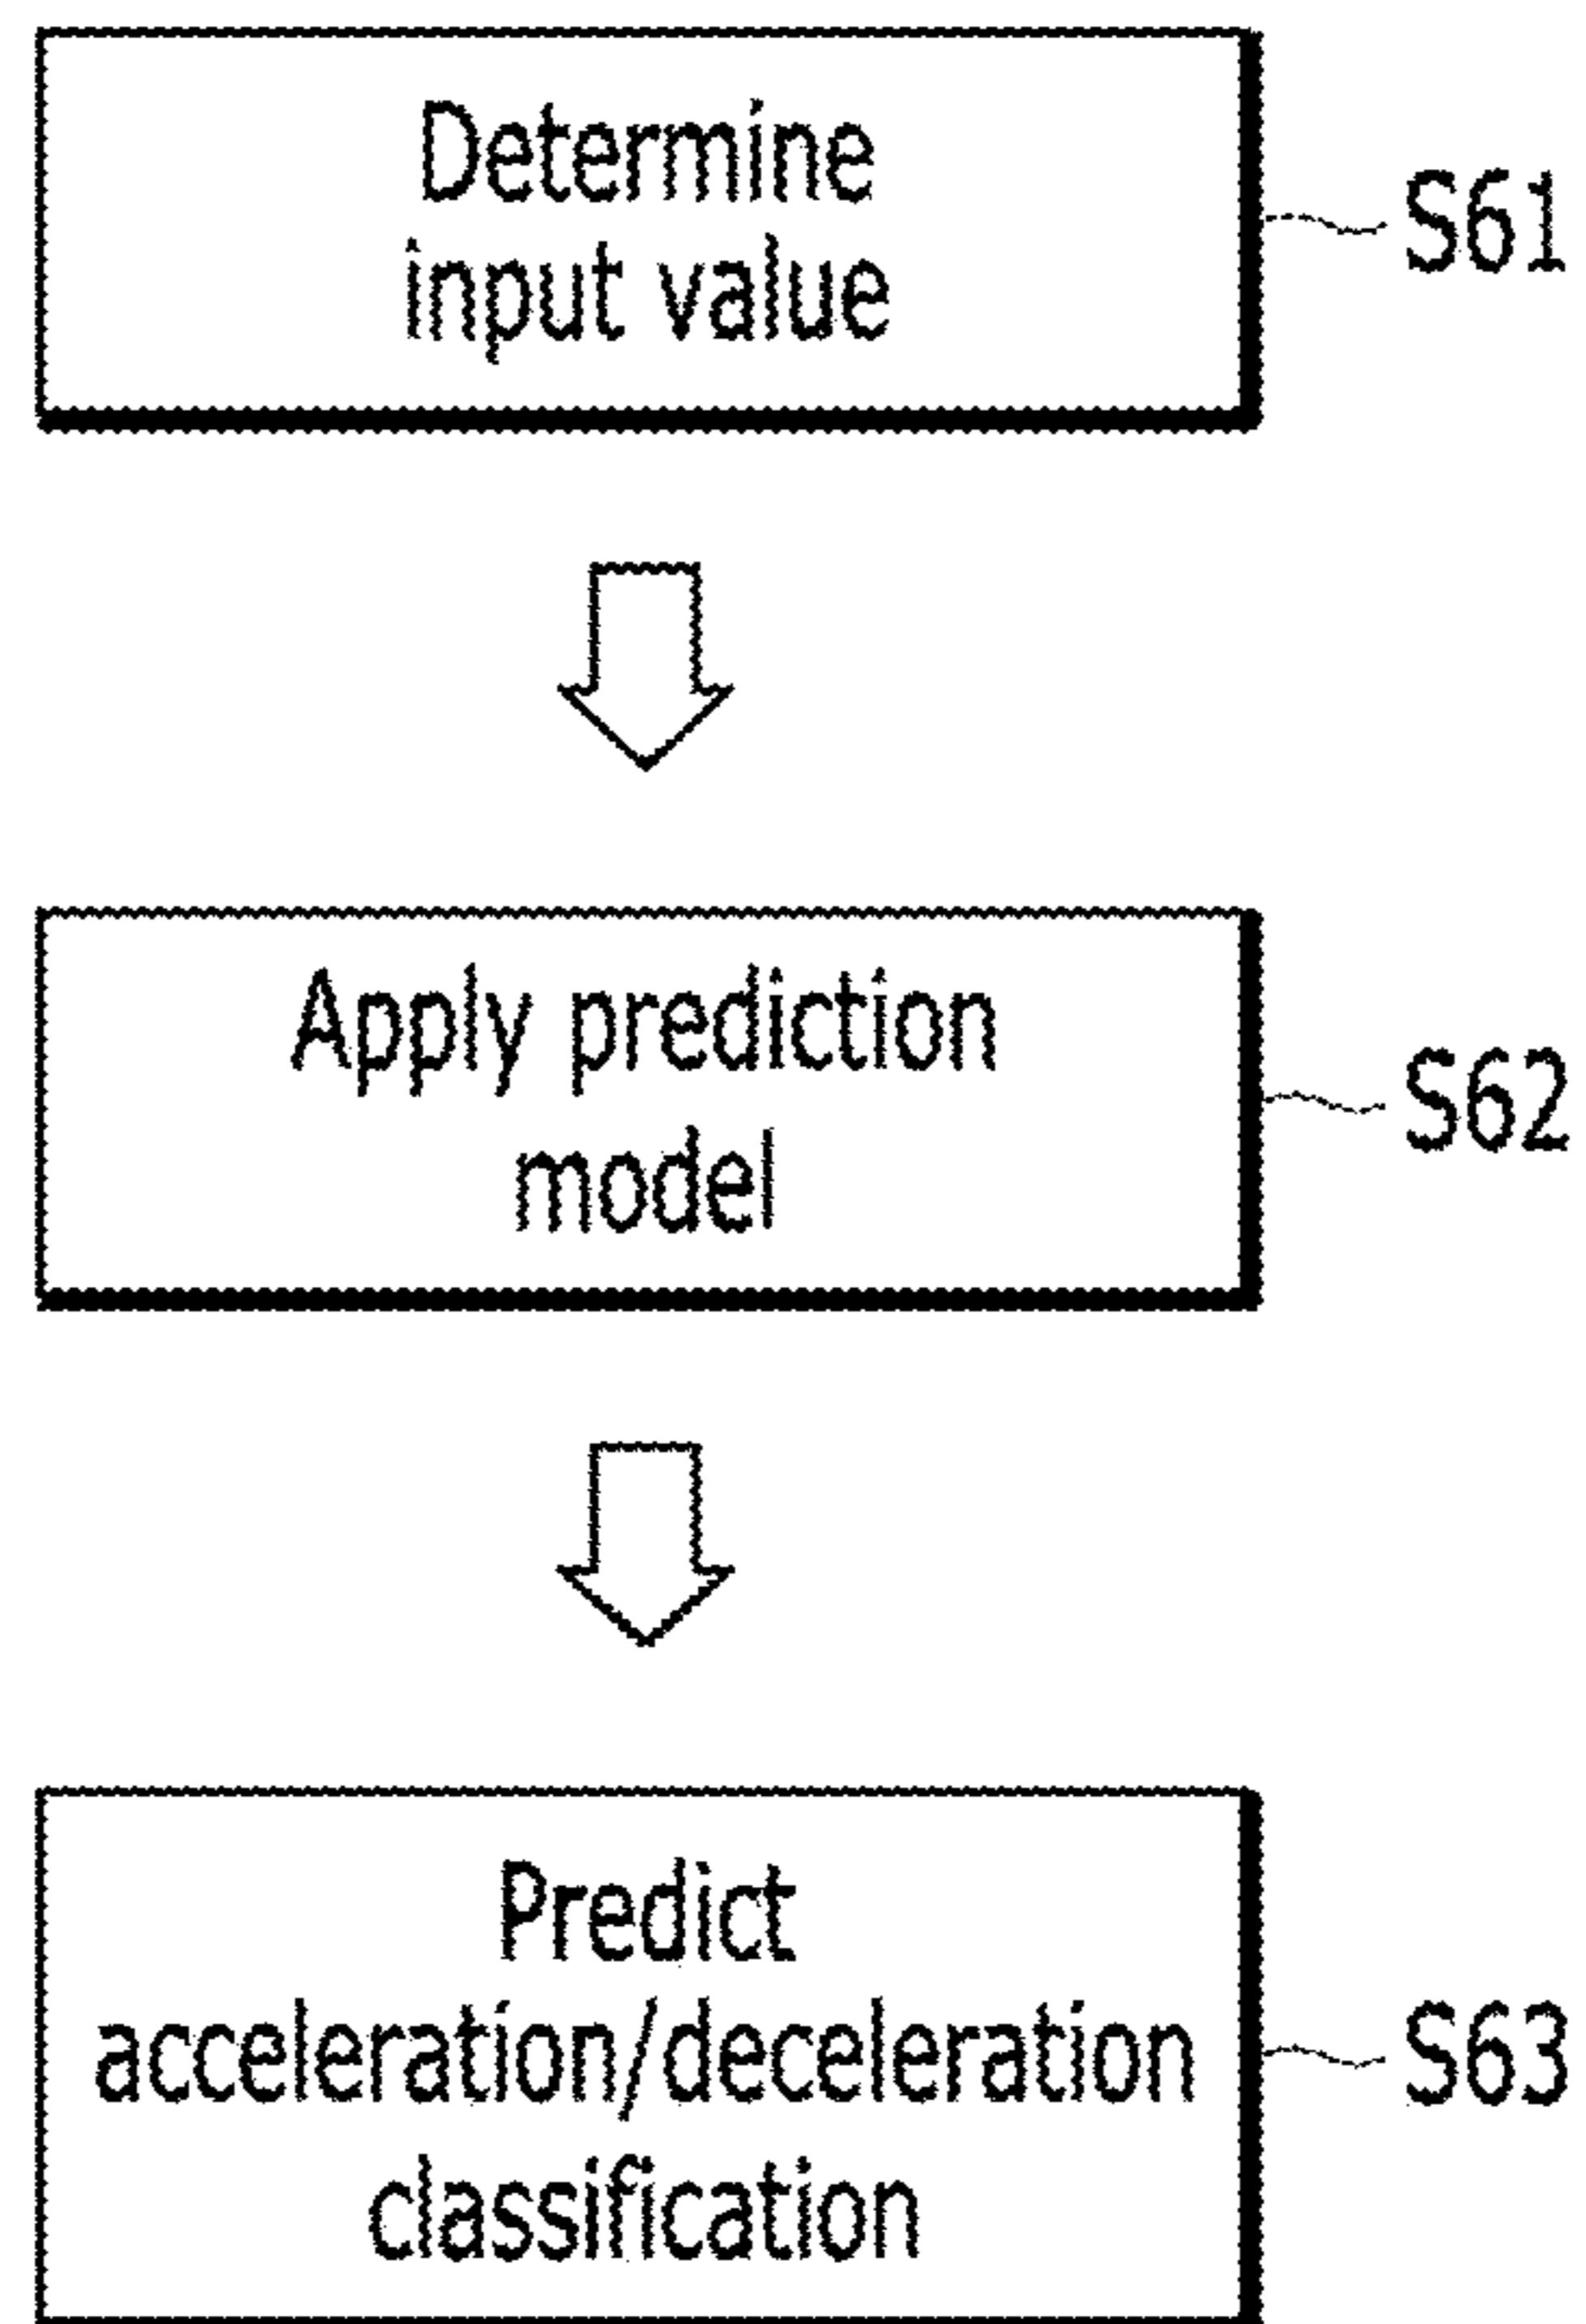 Determine
input value
S61
Apply prediction
model
S62
Predict
acceleration/deceleration
classification
S63